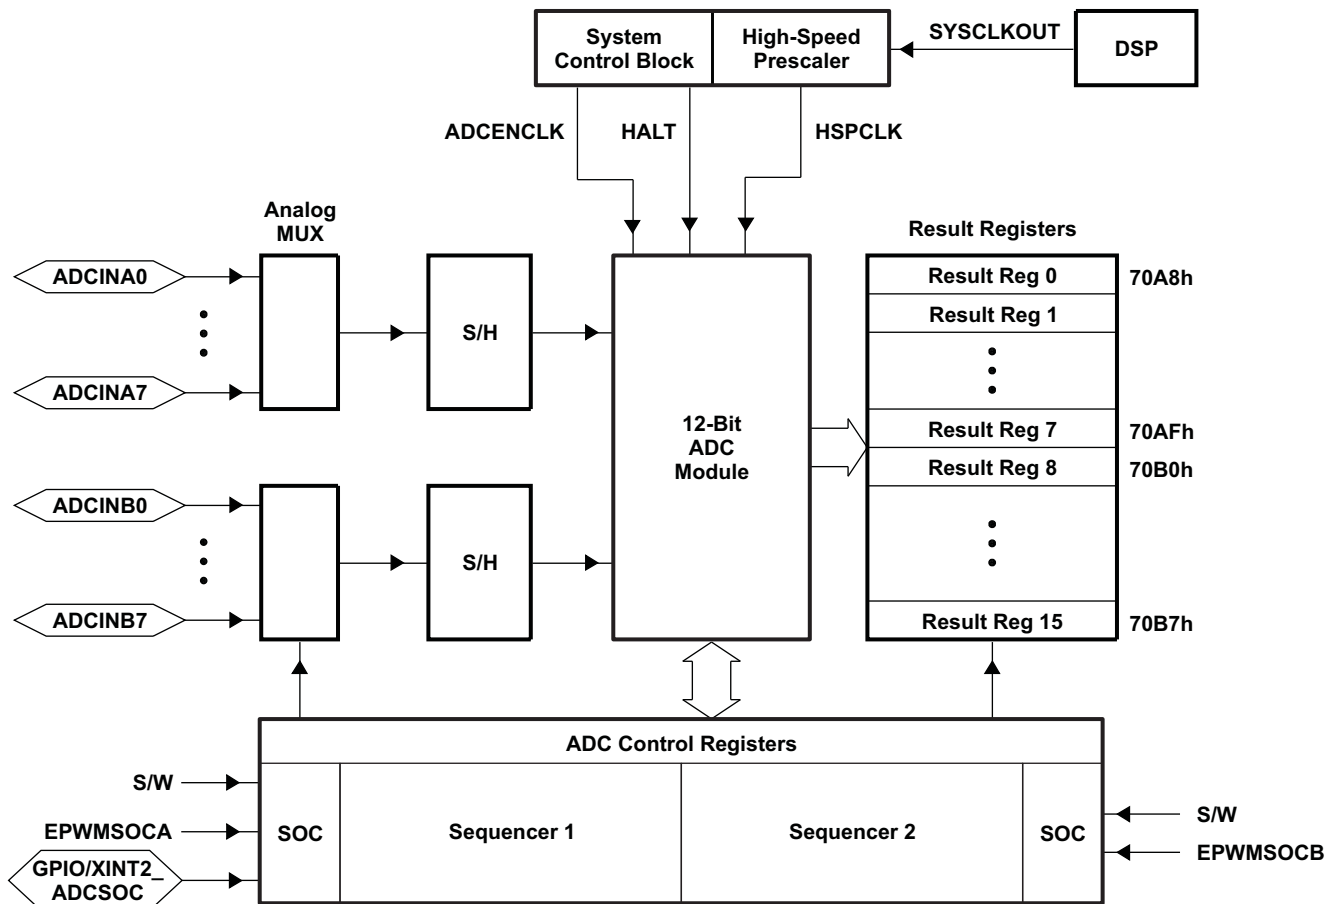 System
Control Block
High-Speed
Prescaler
SYSCLKOUT
DSP
ADCENCLK
HALT
HSPCLK
Analog
MUX
Result Registers
ADCINA0
S/H
ADCINA7
12-Bit
ADC
Module
Result Reg 0
70A8h
Result Reg 1
Result Reg 7
70AFh
Result Reg 8
70B0h
ADCINB0
S/H
ADCINB7
Result Reg 15
70B7h
ADC Control Registers
S/W
EPWMSOCA
GPIO/XINT2_
ADCSOC
SOC
Sequencer 1
Sequencer 2
SOC
S/W
EPWMSOCB